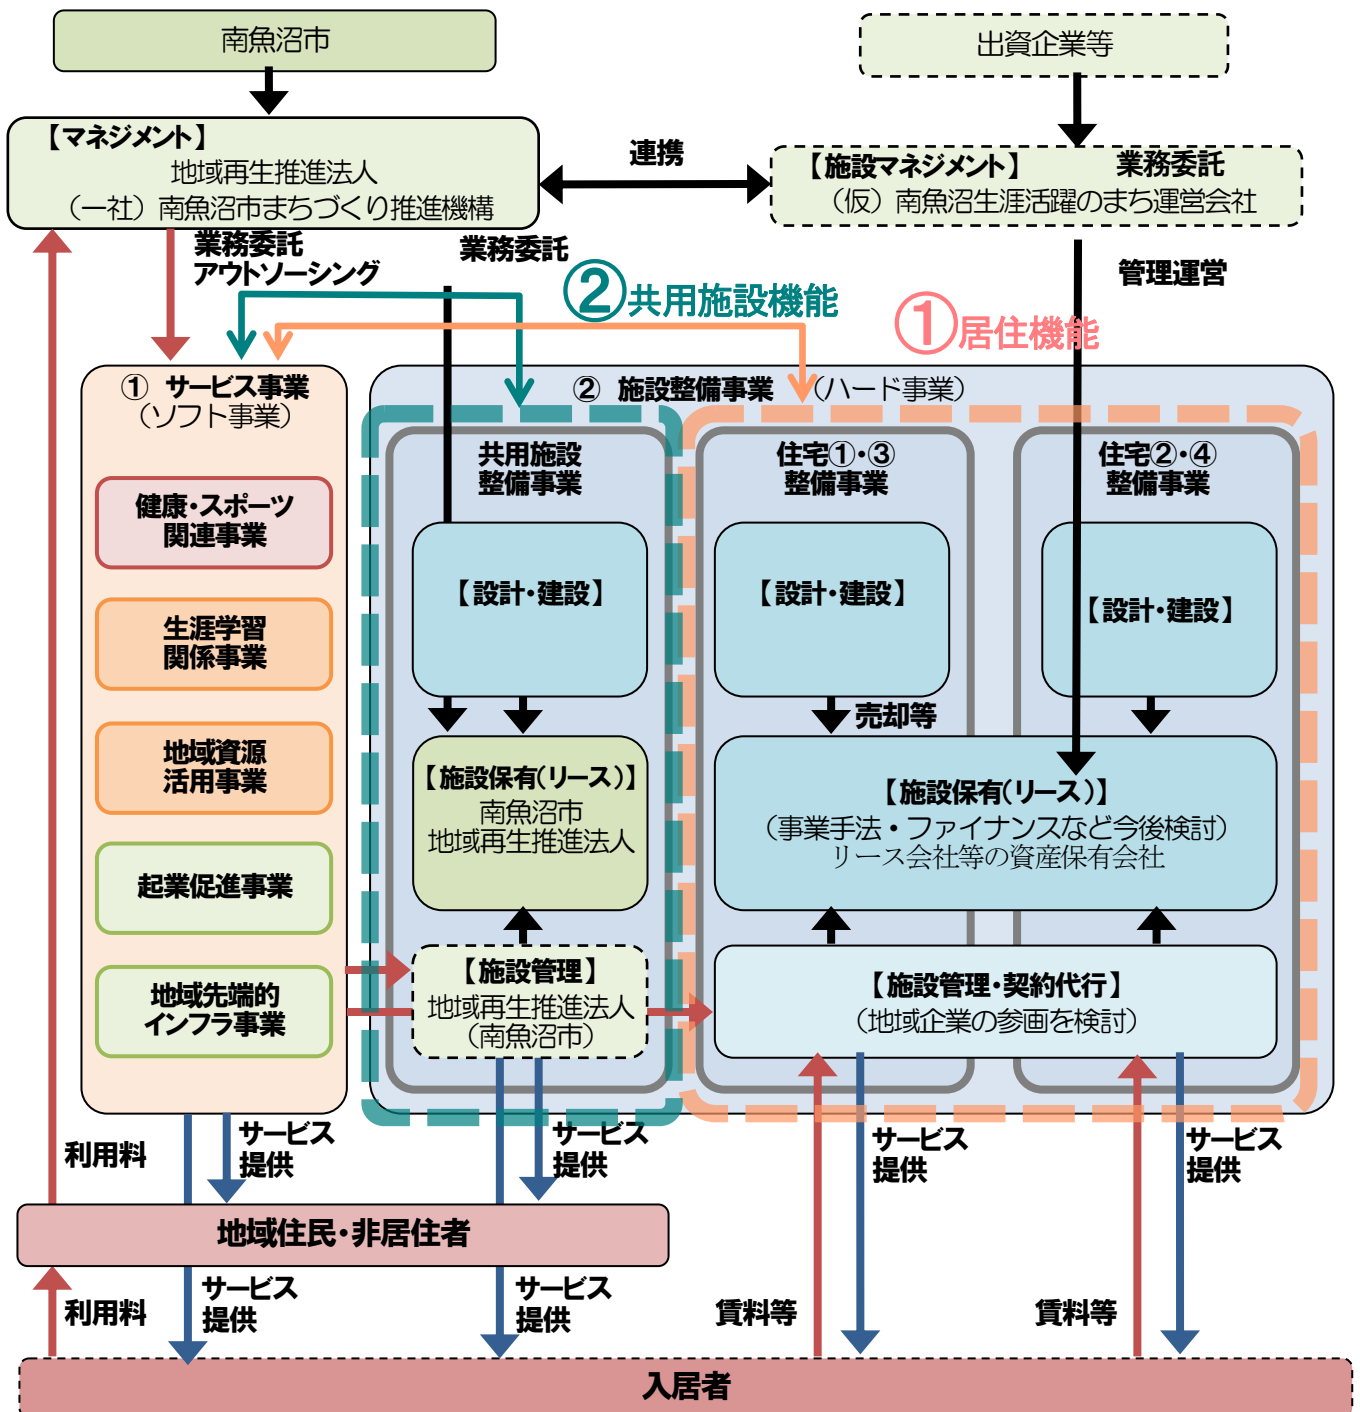 南魚沼市
出資企業等
【マネジメント】
地域再生推進法人
（一社）南魚沼市まちづくり推進機構
連携
【施設マネジメント】 業務委託
（仮）南魚沼生涯活躍のまち運営会社
業務委託
アウトソーシング
業務委託
管理運営
②共用施設機能
①居住機能
① サービス事業
（ソフト事業）
② 施設整備事業 （ハード事業）
健康・スポーツ
関連事業
生涯学習
関係事業
地域資源
活用事業
起業促進事業
地域先端的
インフラ事業
共用施設
整備事業
住宅①・③
整備事業
住宅②・④
整備事業
【設計・建設】
【設計・建設】
【設計・建設】
売却等
【施設保有（リース）】
南魚沼市
地域再生推進法人
【施設保有（リース）】
（事業手法・ファイナンスなど今後検討）
リース会社等の資産保有会社
【施設管理】
地域再生推進法人
（南魚沼市）
【施設管理・契約代行】
（地域企業の参画を検討）
利用料
サービス
提供
サービス
提供
サービス
提供
サービス
提供
地域住民・非居住者
利用料
サービス
提供
サービス
提供
賃料等
賃料等
入居者